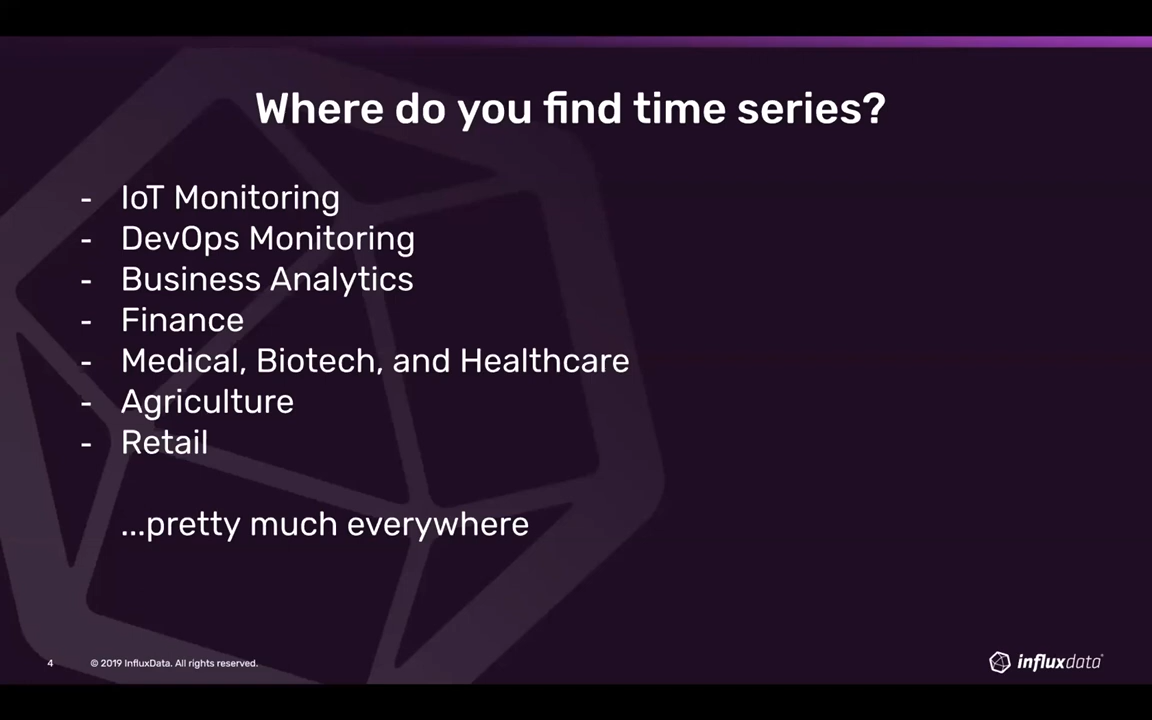 Where do you find time series?
- IoT Monitoring
- DevOps Monitoring
- Business Analytics
- Finance
- Medical, Biotech, and Healthcare
- Agriculture
- Retail
...pretty much everywhere
4 © 2019 InfluxData. All rights reserved.
influxdata®